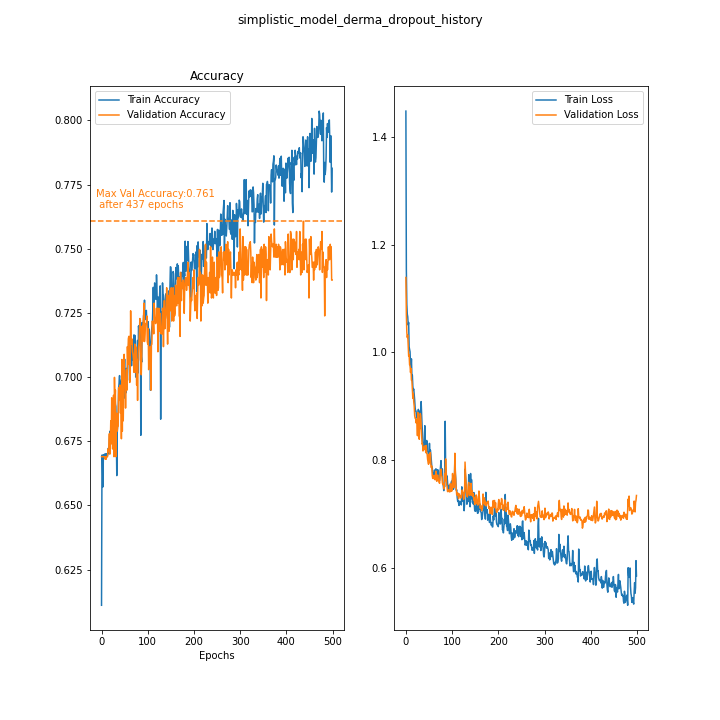 simplistic_model_derma_dropout_history
Accuracy
Train Accuracy
Validation Accuracy
Max Val Accuracy:0.761
after 437 epochs
0.800
0.775
0.750
0.725
0.700
0.675
0.650
0.625
0 100 200 300 400 500
Epochs
Train Loss
Validation Loss
1.4
1.2
1.0
0.8
0.6
0 100 200 300 400 500